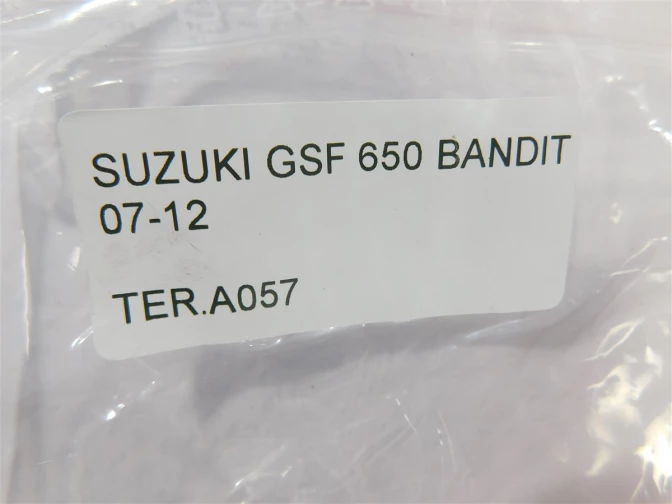 SUZUKI GSF 650 BANDIT
07-12
TER.A057